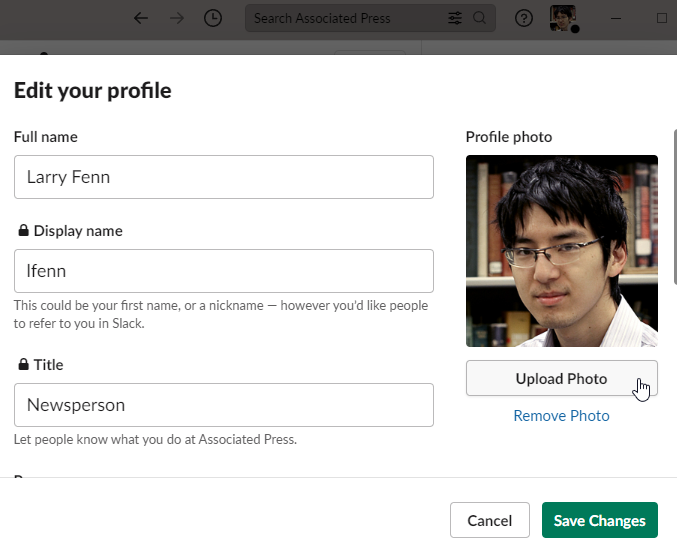 Search Associated Press
Edit your profile
Full name
Profile photo
Larry Fenn
Display name
lfenn
This could be your first name, or a nickname — however you'd like people
to refer to you in Slack.
Title
Upload Photo
Newsperson
Remove Photo
Let people know what you do at Associated Press.
Cancel
Save Changes